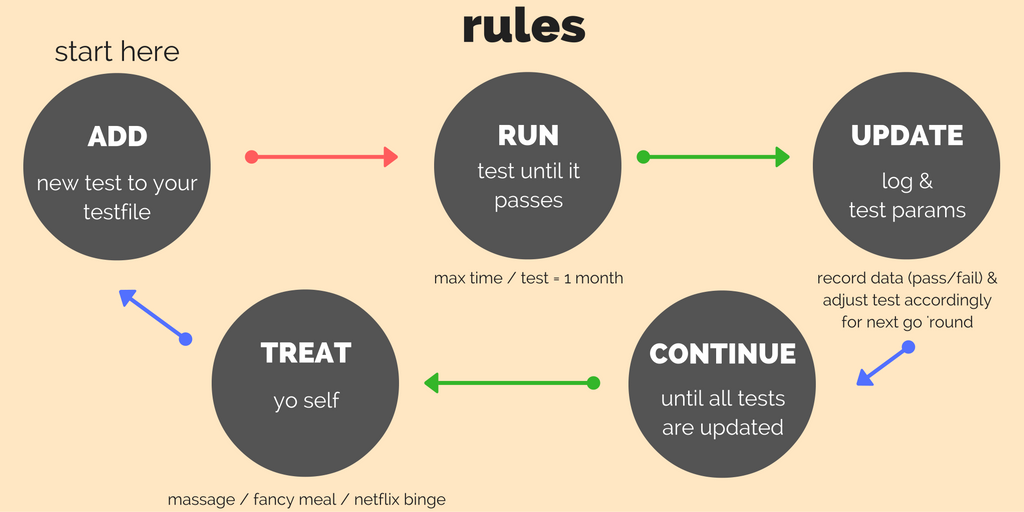 rules
start here
ADD
new test to your
testfile
RUN
test until it
passes
max time / test = 1 month
UPDATE
log &
test params
record data (pass/fail) &
adjust test accordingly
for next go 'round
CONTINUE
until all tests
are updated
TREAT
yo self
massage / fancy meal / netflix binge